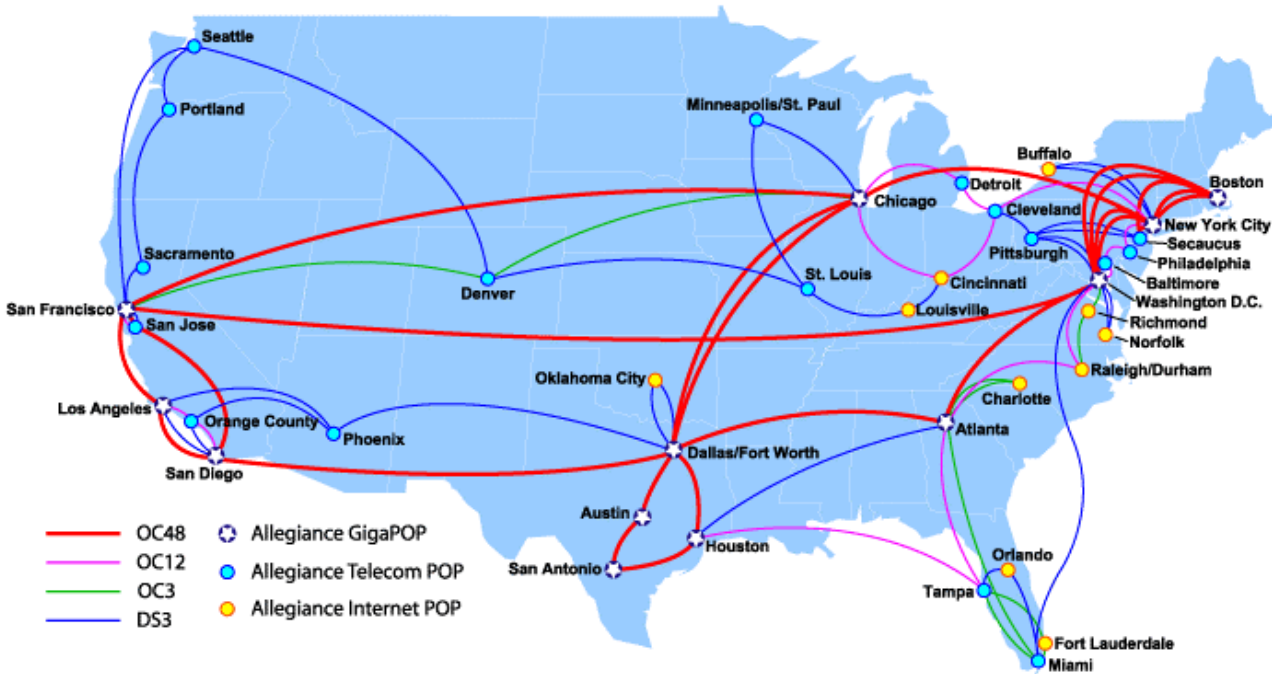 Seattle
Portland
Minneapolis/St. Paul
Buffalo
Boston
Detroit
Chicago
Cleveland
New York City
Secaucus
Pittsburgh
Philadelphia
Sacramento
St. Louis
Cincinnati
Baltimore
Denver
Washington D.C.
San Francisco
San Jose
Louisville
Richmond
Norfolk
Oklahoma City
Raleigh/Durham
Charlotte
Los Angeles
Orange County
Phoenix
Atlanta
Dallas/Fort Worth
San Diego
Austin
Houston
San Antonio
Orlando
Tampa
Fort Lauderdale
Miami
OC48
OC12
OC3
DS3
Allegiance GigaPOP
Allegiance Telecom POP
Allegiance Internet POP